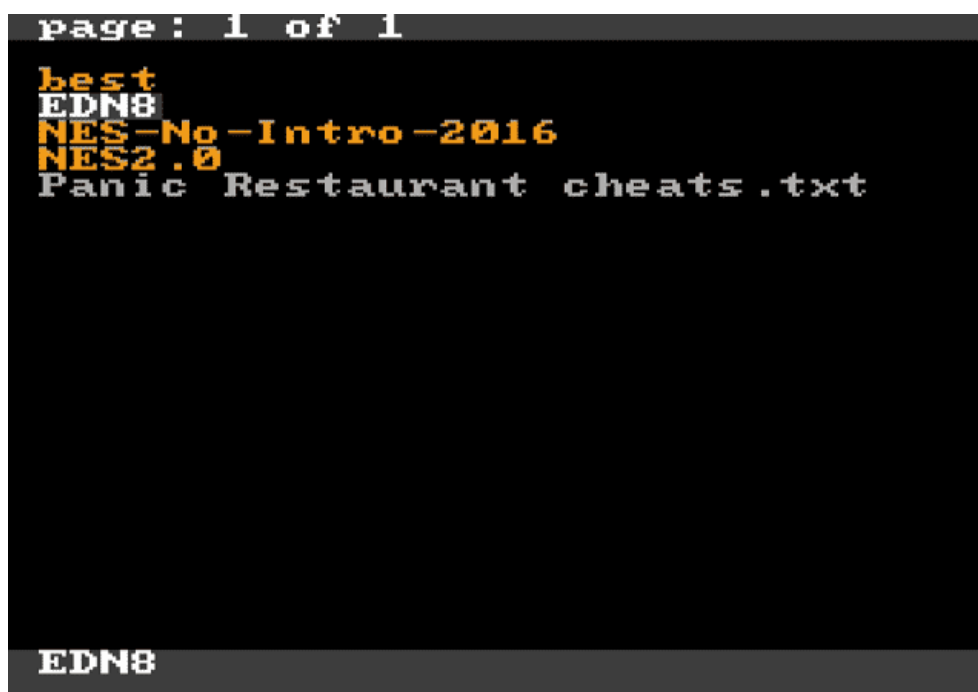 page: 1 of 1
best
EDN8
NES-No-Intro-2016
NES2.0
Panic Restaurant cheats.txt
EDN8